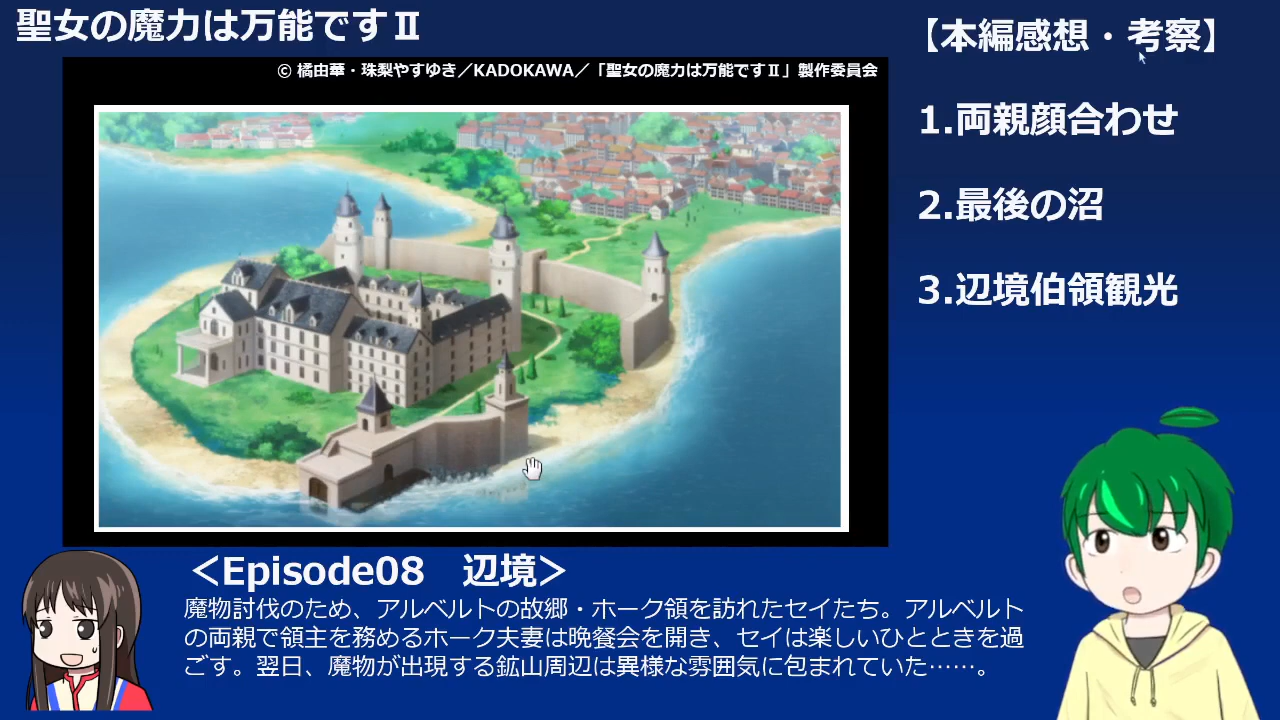 聖女の魔力は万能ですⅡ
© 橘由華・珠梨やすゆき／KADOKAWA／「聖女の魔力は万能ですⅡ」製作委員会
【本編感想・考察】
1.両親顔合わせ
2.最後の沼
3.辺境伯領観光
＜Episode08　辺境＞
魔物討伐のため、アルベルトの故郷・ホーク領を訪れたセイたち。アルベルト
の両親で領主を務めるホーク夫妻は晩餐会を開き、セイは楽しいひとときを過
ごす。翌日、魔物が出現する鉱山周辺は異様な雰囲気に包まれていた……。